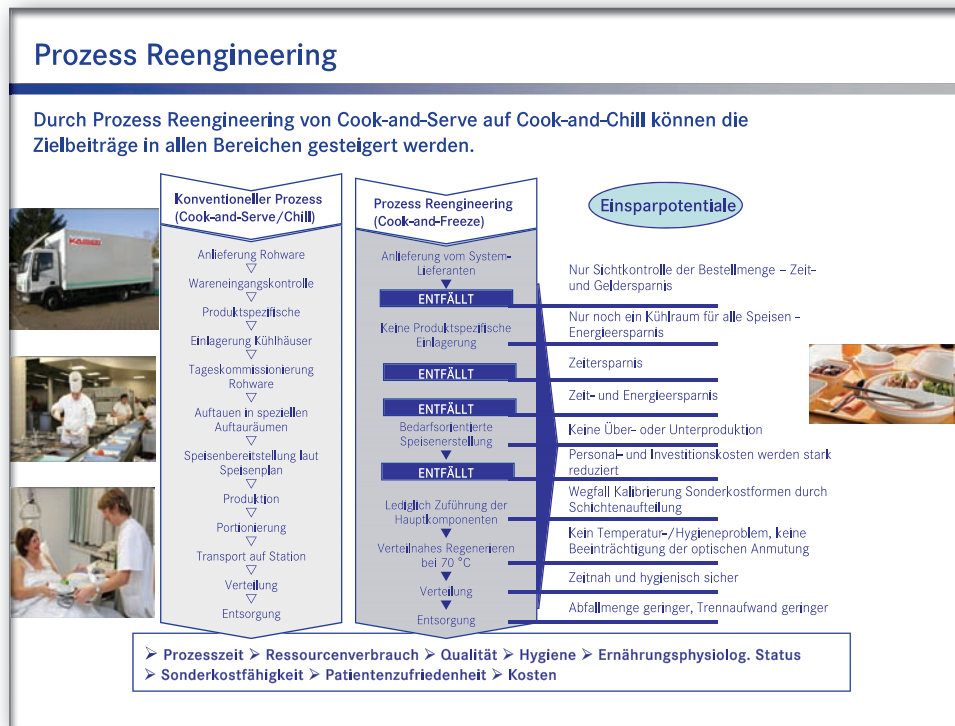 Prozess Reengineering
Durch Prozess Reengineering von Cook-and-Serve auf Cook-and-Chill können die
Zielbeiträge in allen Bereichen gesteigert werden.
Konventioneller Prozess
(Cook-and-Serve/Chill)
Anlieferung Rohware
Wareneingangskontrolle
Produktspezifische
Einlagerung Kühlhäuser
Tageskommissionierung
Rohware
Auftauen in speziellen
Auftauräumen
Speisenbereitstellung laut
Speisenplan
Produktion
Portionierung
Transport auf Station
Verteilung
Entsorgung
Prozess Reengineering
(Cook-and-Freeze)
Anlieferung vom System-
Lieferanten
ENTFÄLLT
Keine Produktspezifische
Einlagerung
ENTFÄLLT
ENTFÄLLT
Bedarfsorientierte
Speisenerstellung
ENTFÄLLT
Lediglich Zuführung der
Hauptkomponenten
Verteilnahes Regenerieren
bei 70 °C
Verteilung
Entsorgung
Einsparpotentiale
Nur Sichtkontrolle der Bestellmenge – Zeit-
und Geldersparnis
Nur noch ein Kühlraum für alle Speisen –
Energieersparnis
Zeitersparnis
Zeit- und Energieersparnis
Keine Über- oder Unterproduktion
Personal- und Investitionskosten werden stark
reduziert
Wegfall Kalibrierung Sonderkostformen durch
Schichtenaufteilung
Kein Temperatur-/Hygieneproblem, keine
Beeinträchtigung der optischen Anmutung
Zeitnah und hygienisch sicher
Abfallmenge geringer, Trennaufwand geringer
➢ Prozesszeit ➢ Ressourcenverbrauch ➢ Qualität ➢ Hygiene ➢ Ernährungsphysiolog. Status
➢ Sonderkostfähigkeit ➢ Patientenzufriedenheit ➢ Kosten